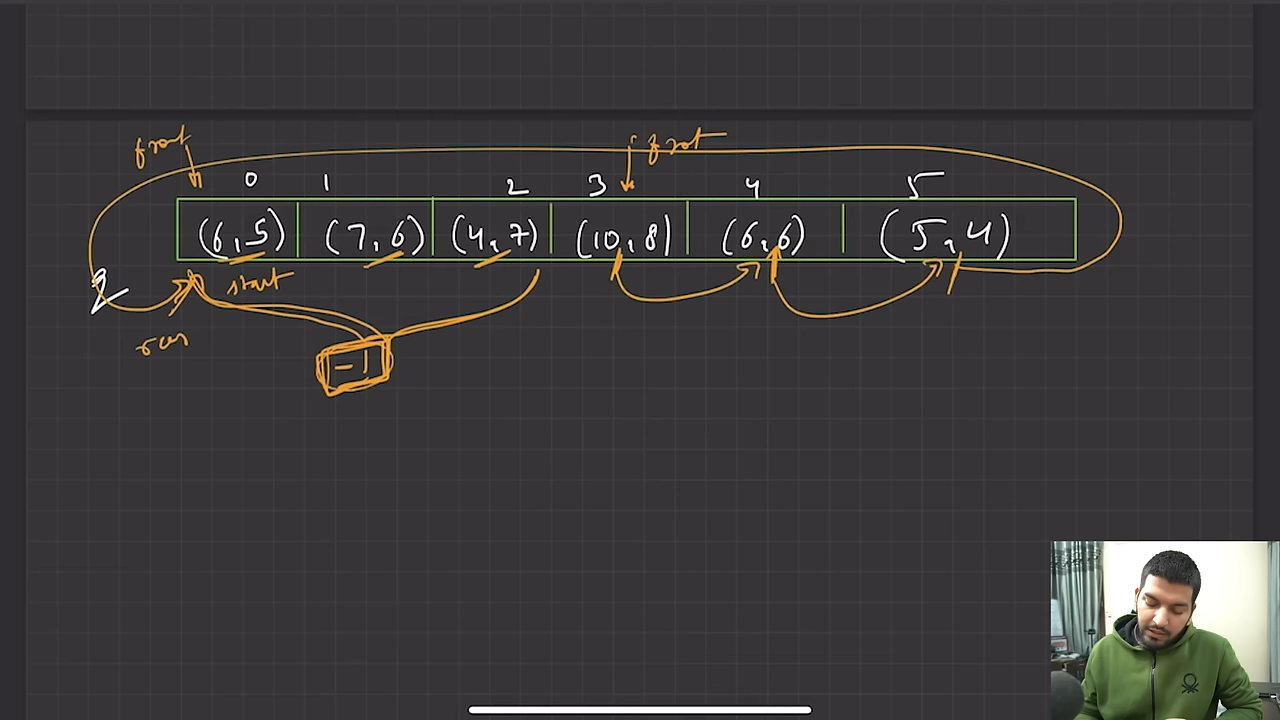 front front
0 1 2 3 4 5
(6,5) (7,6) (4,7) (10,8) (6,6) (5,4)
q start
-1